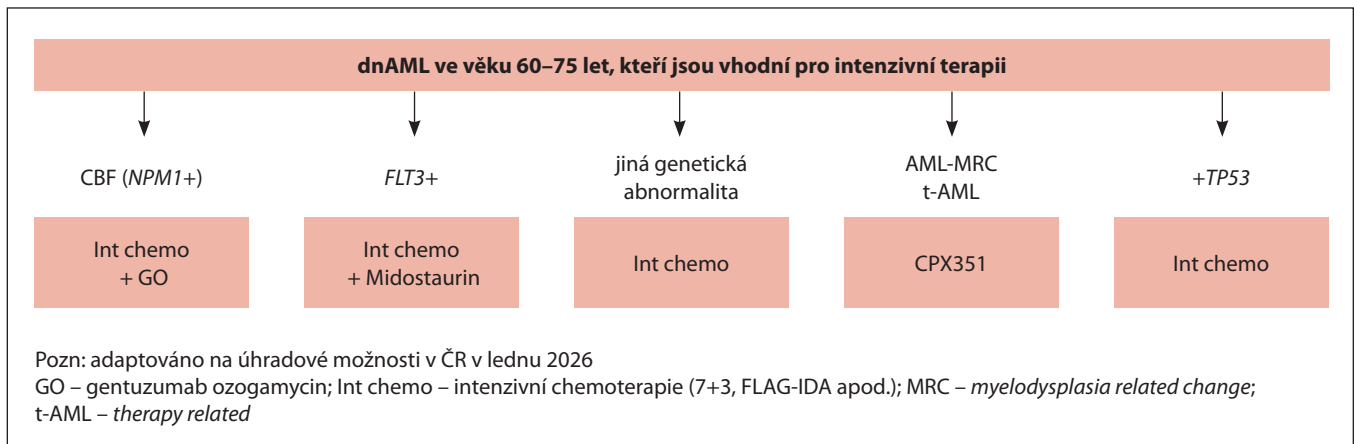 dnAML ve věku 60–75 let, kteří jsou vhodní pro intenzivní terapii
CBF (NPM1+)
FLT3+
jiná genetická
abnormalita
AML-MRC
t-AML
+TP53
Int chemo
+ GO
Int chemo
+ Midostaurin
Int chemo
CPX351
Int chemo
Pozn: adaptováno na úhradové možnosti v ČR v lednu 2026
GO – gentuzumab ozogamycin; Int chemo – intenzivní chemoterapie (7+3, FLAG-IDA apod.); MRC – myelodysplasia related change;
t-AML – therapy related